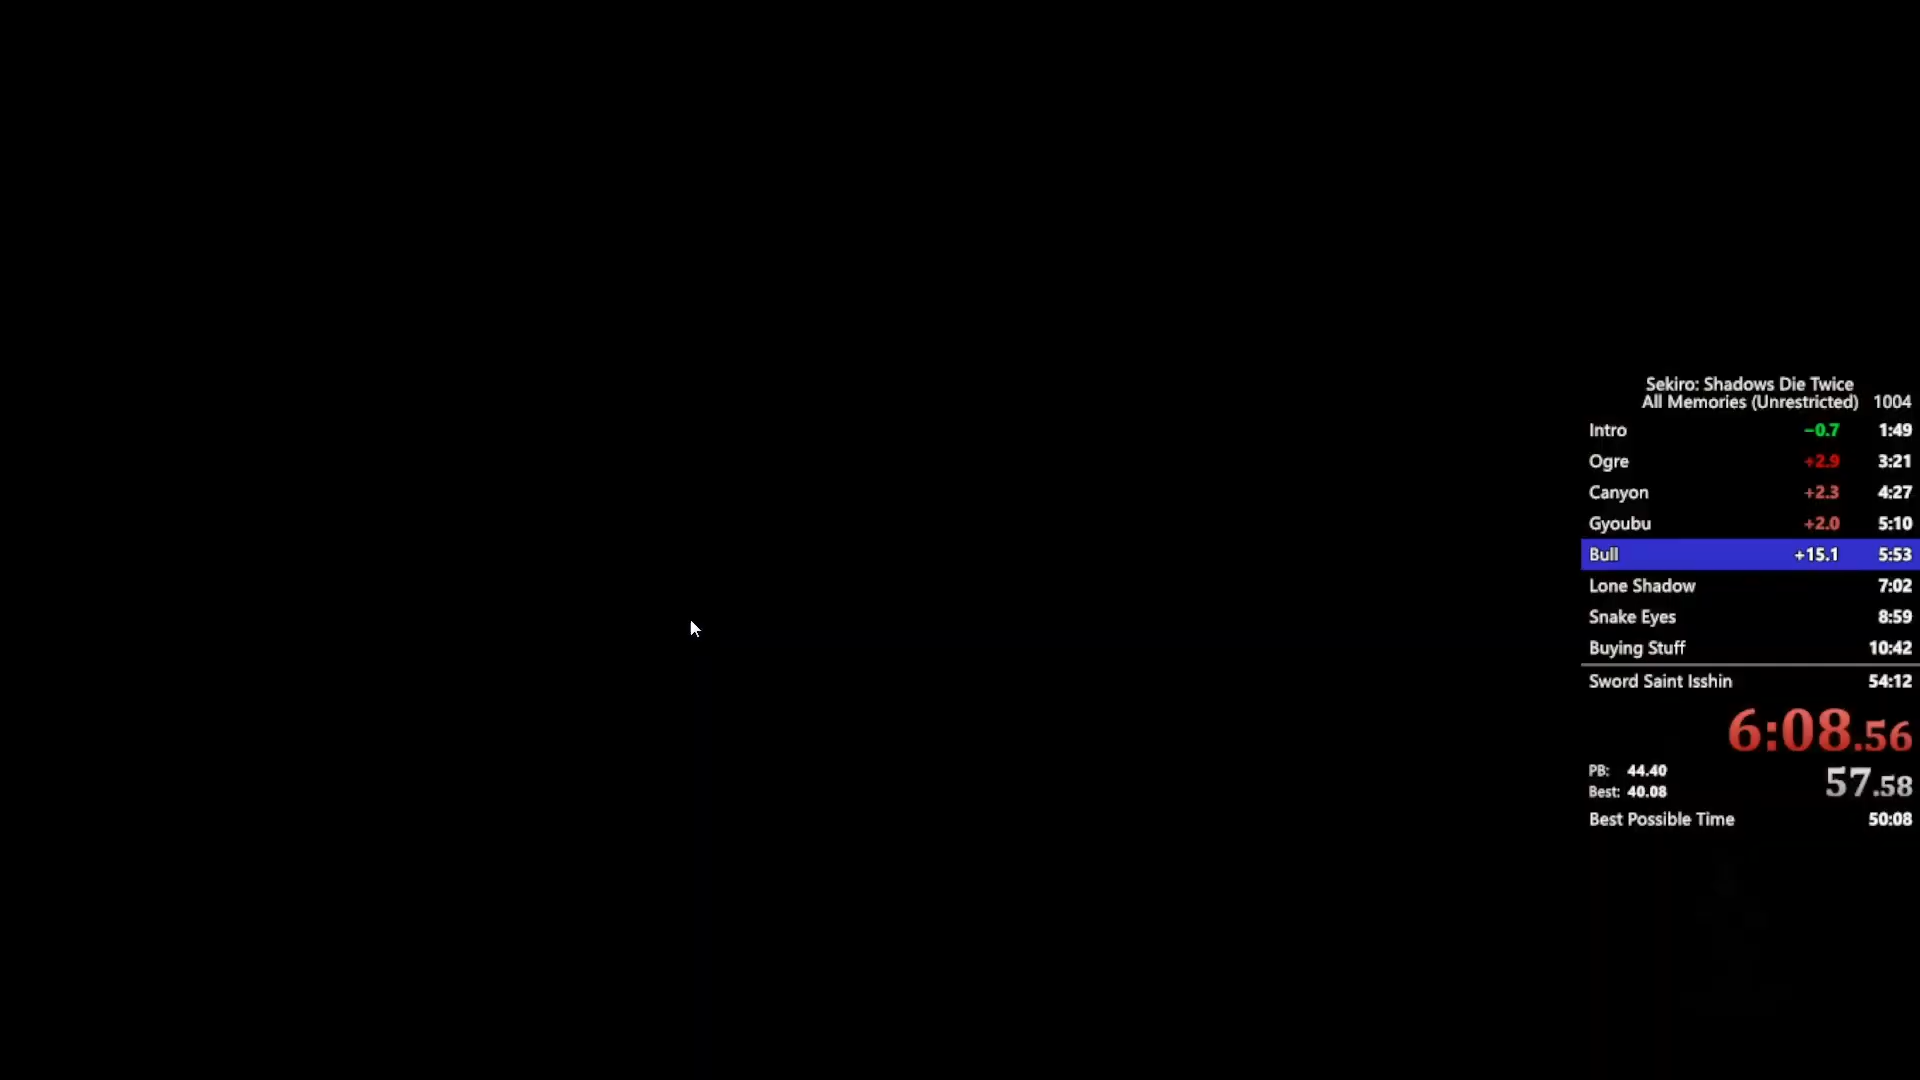 Sekiro: Shadows Die Twice
All Memories (Unrestricted) 1004
Intro −0.7 1:49
Ogre +2.9 3:21
Canyon +2.3 4:27
Gyoubu +2.0 5:10
Bull +15.1 5:53
Lone Shadow 7:02
Snake Eyes 8:59
Buying Stuff 10:42
Sword Saint Isshin 54:12
6:08.56
PB: 44.40 57.58
Best: 40.08
Best Possible Time 50:08